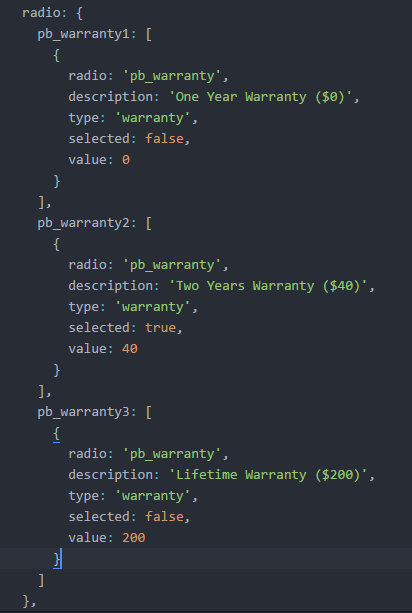 radio: {
pb_warranty1: [
{
radio: 'pb_warranty',
description: 'One Year Warranty ($0)',
type: 'warranty',
selected: false,
value: 0
}
],
pb_warranty2: [
{
radio: 'pb_warranty',
description: 'Two Years Warranty ($40)',
type: 'warranty',
selected: true,
value: 40
}
],
pb_warranty3: [
{
radio: 'pb_warranty',
description: 'Lifetime Warranty ($200)',
type: 'warranty',
selected: false,
value: 200
}
]
},